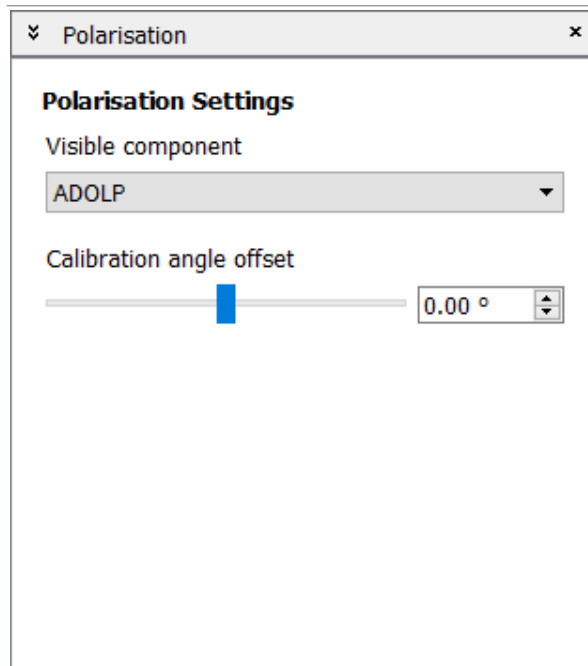 Polarisation
Polarisation Settings
Visible component
ADOLP
Calibration angle offset
0.00 º